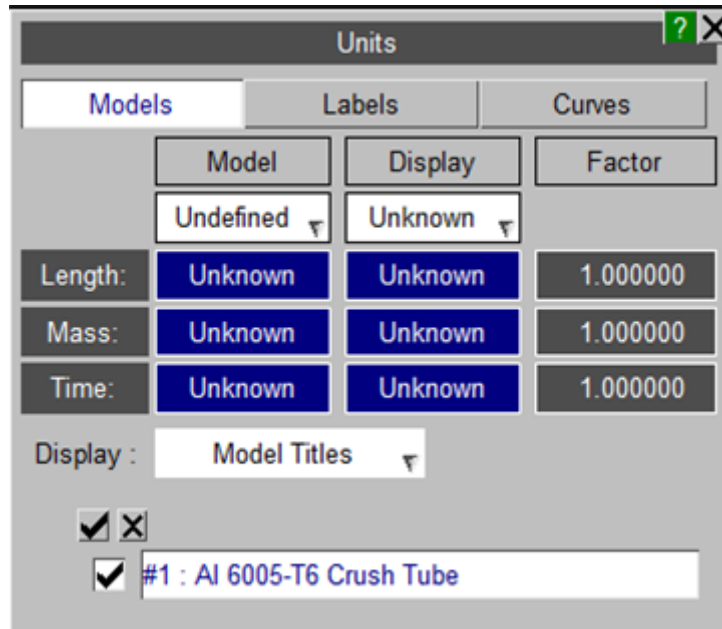 Units
?
Models Labels Curves
Model Display Factor
Undefined Unknown
Length: Unknown Unknown 1.000000
Mass: Unknown Unknown 1.000000
Time: Unknown Unknown 1.000000
Display : Model Titles
#1 : Al 6005-T6 Crush Tube